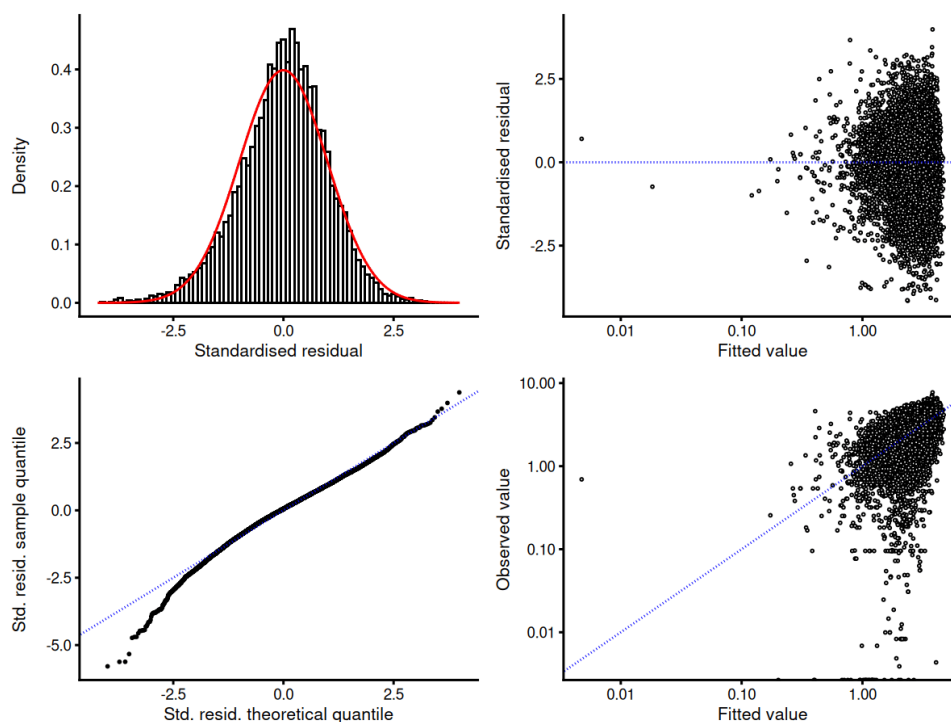 Density
0.4
0.3
0.2
0.1
0.0
-2.5 0.0 2.5
Standardised residual
Standardised residual
2.5
0.0
-2.5
0.01 0.10 1.00
Fitted value
Std. resid. sample quantile
2.5
0.0
-2.5
-5.0
-2.5 0.0 2.5
Std. resid. theoretical quantile
Observed value
10.00
1.00
0.10
0.01
0.01 0.10 1.00
Fitted value